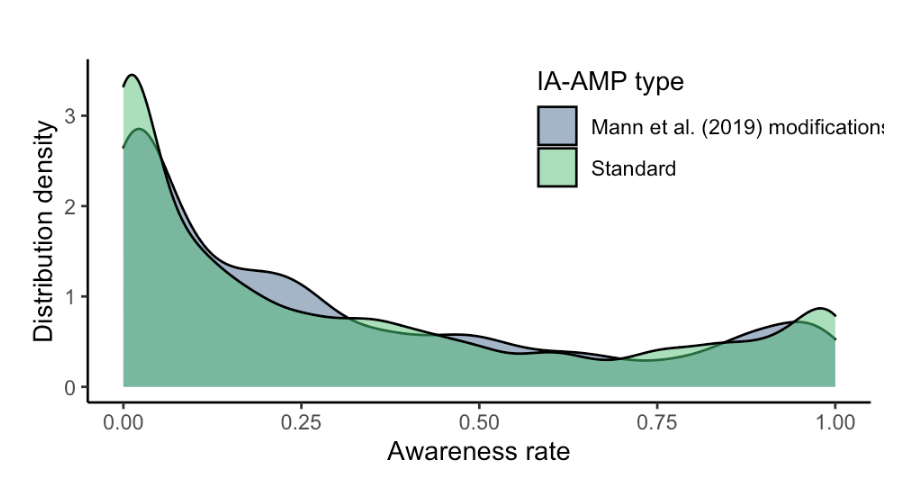 IA-AMP type
Mann et al. (2019) modifications
Standard
Distribution density
3
2
1
0
0.00 0.25 0.50 0.75 1.00
Awareness rate